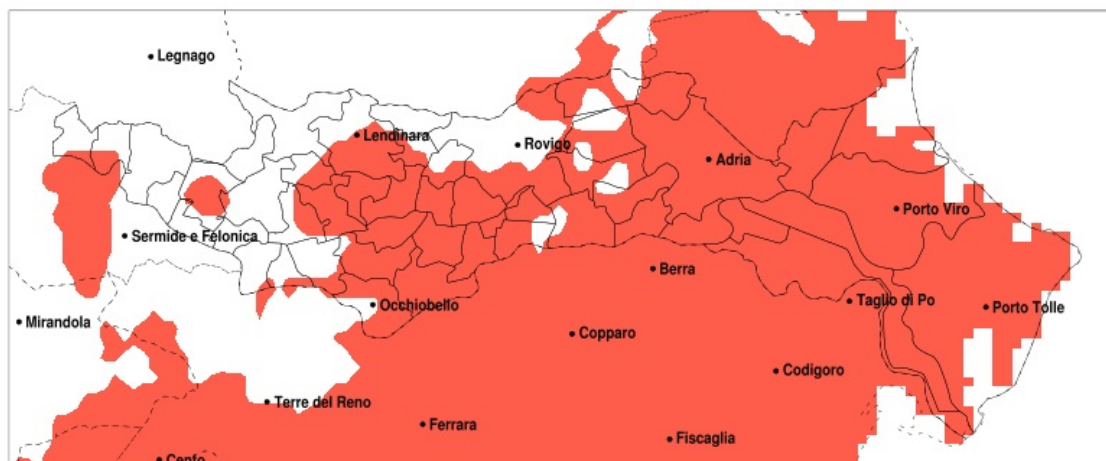 Legnago
Lendinara
Rovigo
Adria
Porto Viro
Sermide e Felonica
Berra
Taglio di Po
Porto Tolle
Occhiobello
Mirandola
Copparo
Codigoro
Terre del Reno
Ferrara
Fiscaglia
Cento